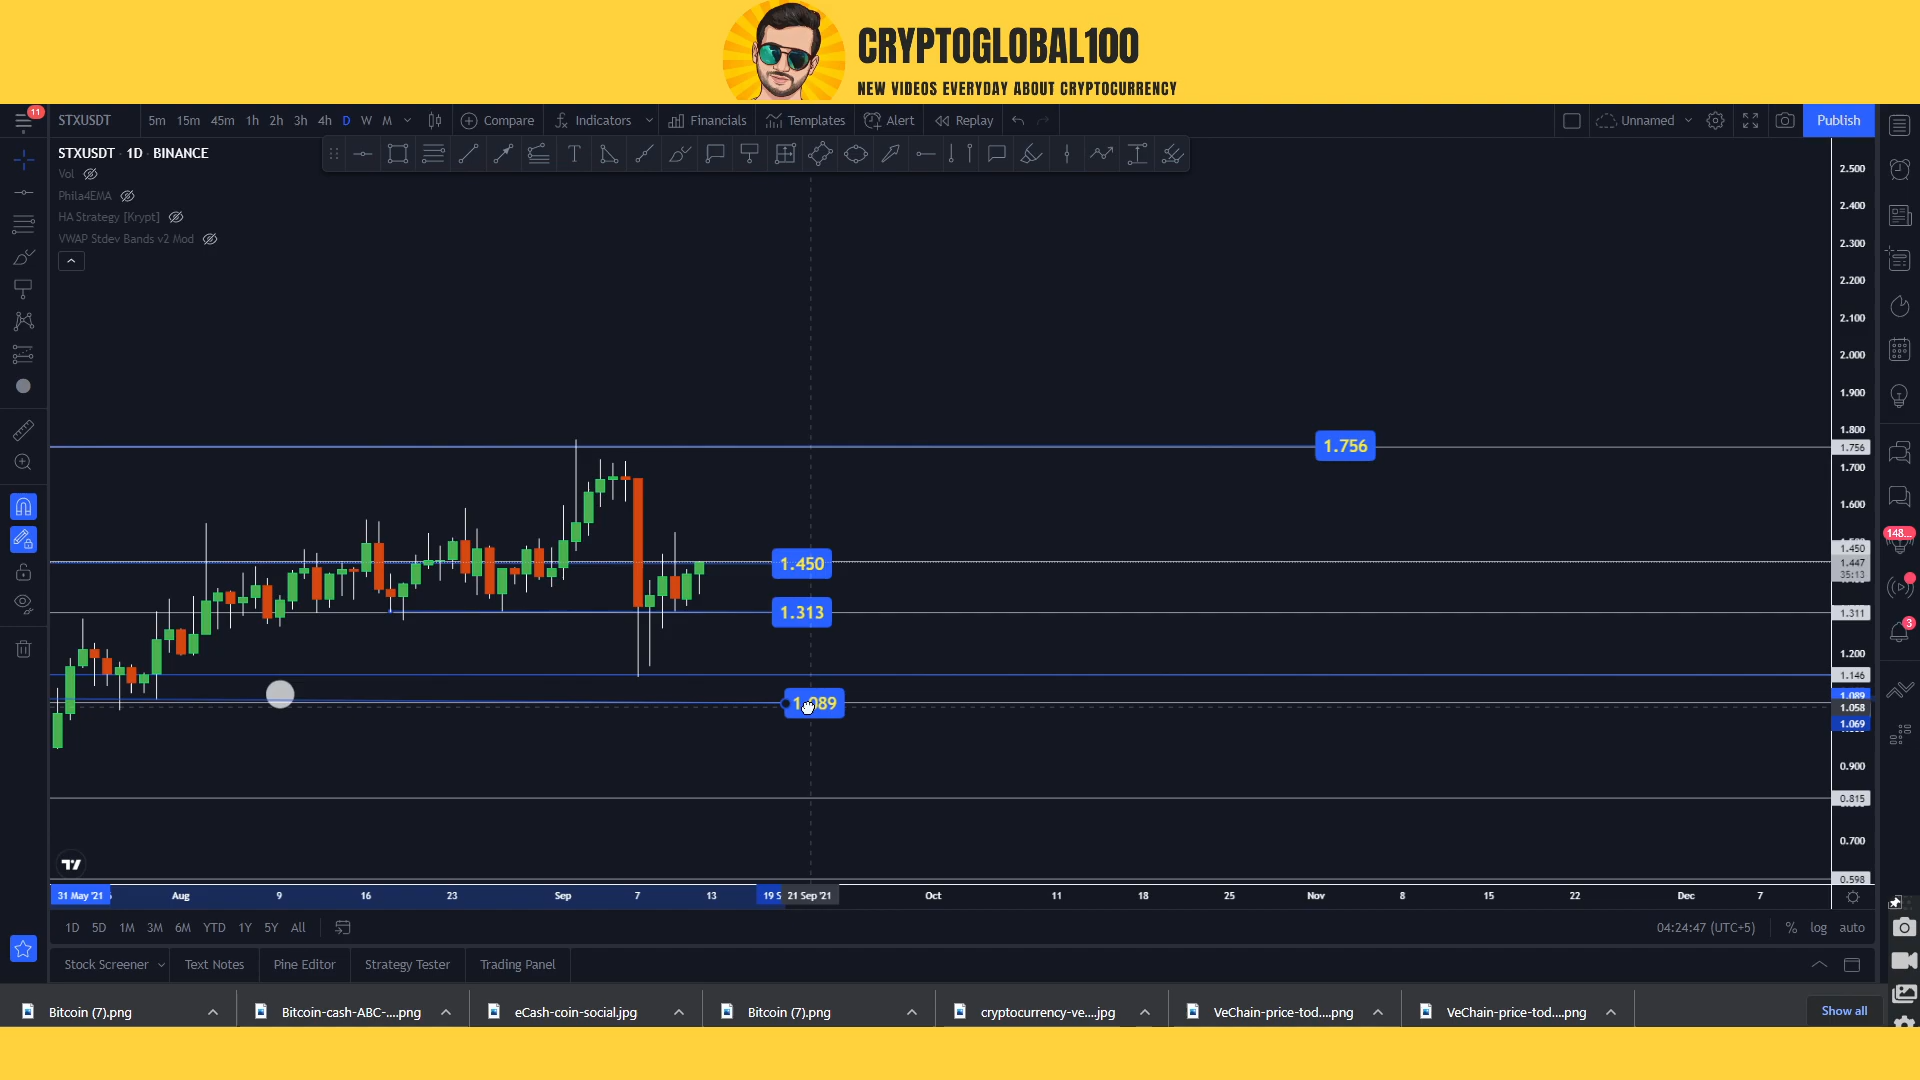 CRYPTOGLOBAL100
NEW VIDEOS EVERYDAY ABOUT CRYPTOCURRENCY
11
STXUSDT 5m 15m 45m 1h 2h 3h 4h D W M Compare Indicators Financials Templates Alert Replay Unnamed Publish
STXUSDT · 1D · BINANCE
Vol
Phila4EMA
HA Strategy [Krypt]
VWAP Stdev Bands v2 Mod
2.500
2.400
2.300
2.200
2.100
2.000
1.900
1.800
1.756
1.756
1.700
1.600
148...
1.450
1.450
1.447
35:13
1.313
1.311
3
1.200
1.146
1.089
1.058
1.069
0.900
0.815
0.700
0.598
31 May '21 Aug 9 16 23 Sep 7 13 19 S 21 Sep '21 Oct 11 18 25 Nov 8 15 22 Dec 7
1D 5D 1M 3M 6M YTD 1Y 5Y All 04:24:47 (UTC+5) % log auto
Stock Screener Text Notes Pine Editor Strategy Tester Trading Panel
Bitcoin (7).png Bitcoin-cash-ABC-....png eCash-coin-social.jpg Bitcoin (7).png cryptocurrency-ve....jpg VeChain-price-tod....png VeChain-price-tod....png Show all